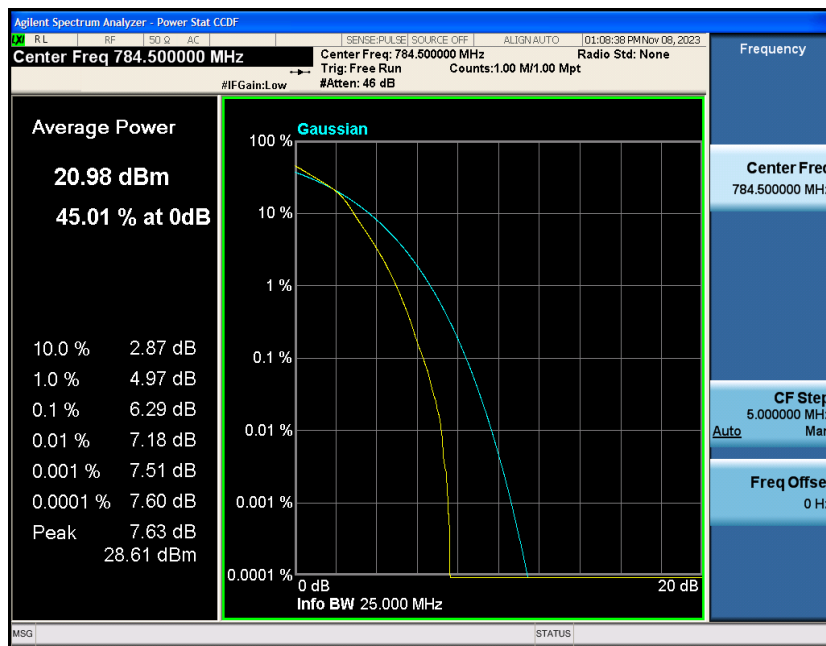 Agilent Spectrum Analyzer - Power Stat CCDF
LXI RL RF 50 Ω AC SENSE:PULSE SOURCE OFF ALIGN AUTO 01:08:38 PM Nov 08, 2023
Center Freq 784.500000 MHz
Center Freq: 784.500000 MHz Radio Std: None
Trig: Free Run Counts:1.00 M/1.00 Mpt
#IFGain:Low #Atten: 46 dB
Frequency
Average Power
20.98 dBm
45.01 % at 0dB
10.0 % 2.87 dB
1.0 % 4.97 dB
0.1 % 6.29 dB
0.01 % 7.18 dB
0.001 % 7.51 dB
0.0001 % 7.60 dB
Peak 7.63 dB
28.61 dBm
Gaussian
100 %
10 %
1 %
0.1 %
0.01 %
0.001 %
0.0001 %
0 dB 20 dB
Info BW 25.000 MHz
Center Freq
784.500000 MHz
CF Step
5.000000 MHz
Auto Man
Freq Offse
0 Hz
MSG STATUS